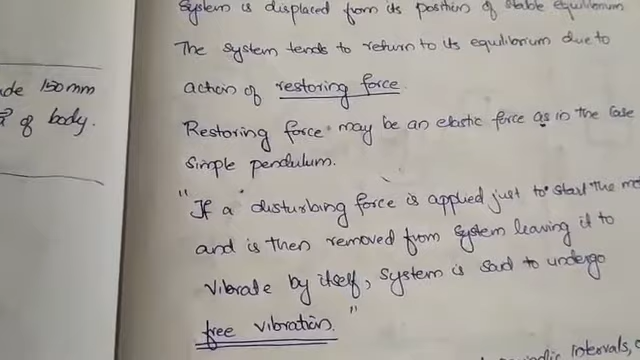 System is displaced from its position of stable equilibrium
The system tends to return to its equilibrium due to
action of restoring force.
Restoring force may be an elastic force as in the case
simple pendulum.
"If a disturbing force is applied just to start the
and is then removed from system leaving it to
vibrate by itself, system is said to undergo
free vibration."
intervals,
150mm
of body.